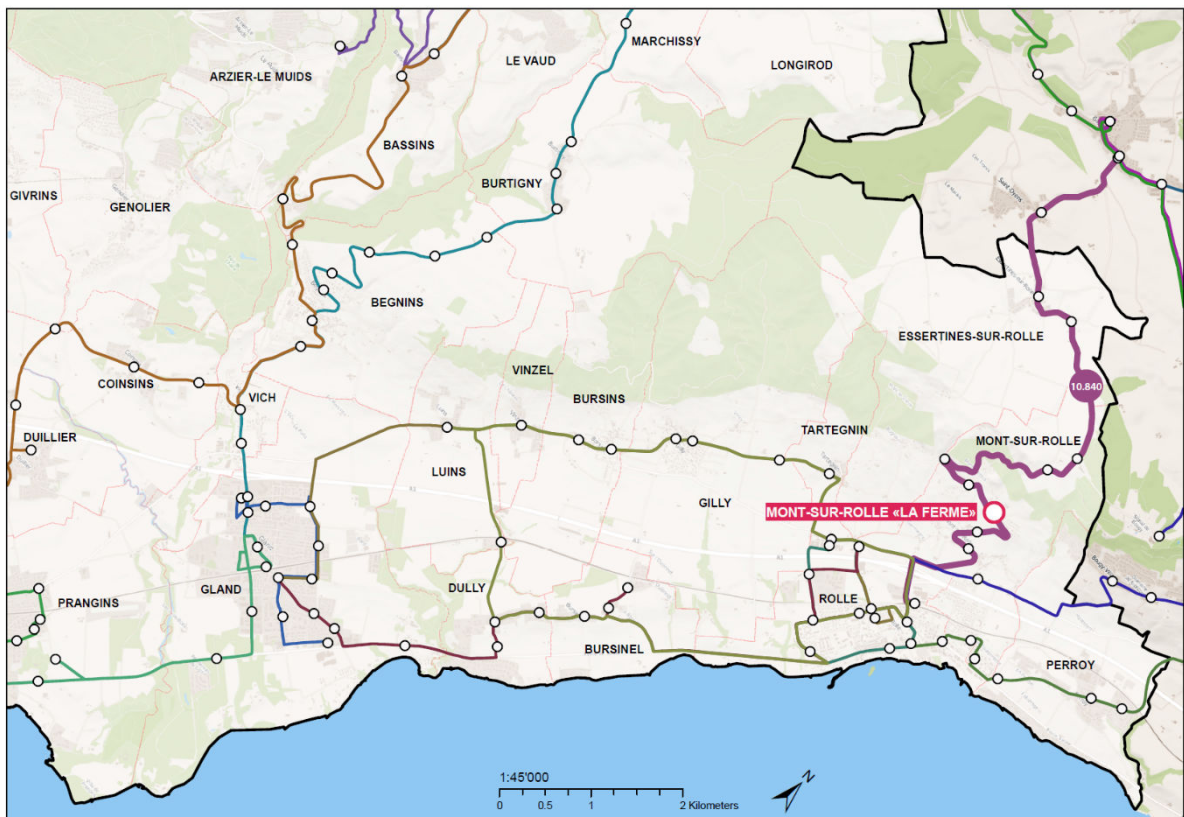 MARCHISSY
LE VAUD
LONGIROD
ARZIER-LE MUIDS
BASSINS
BURTIGNY
GIVRINS
GENOLIER
Saint-Oyens
BEGNINS
ESSERTINES-SUR-ROLLE
VINZEL
10.840
COINSINS
BURSINS
VICH
TARTEGNIN
DUILLIER
MONT-SUR-ROLLE
LUINS
GILLY
MONT-SUR-ROLLE «LA FERME»
GLAND
DULLY
ROLLE
PRANGINS
BURSINEL
PERROY
1:45'000
N
0 0.5 1 2 Kilometers